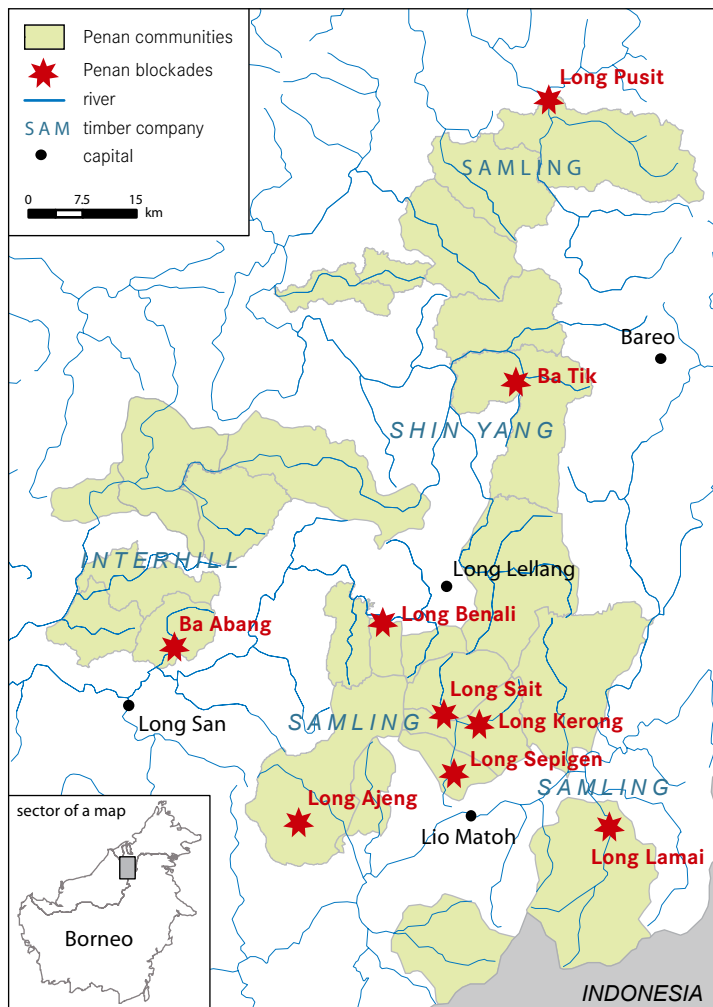 Penan communities
Penan blockades
river
SAM timber company
capital
0 7.5 15
km
Long Pusit
SAMLING
Bareo
Ba Tik
SHIN YANG
INTERHILL
Long Lellang
Long Benali
Ba Abang
Long Sait
Long San
SAMLING
Long Kerong
Long Sepigen
SAMLING
Long Ajeng
sector of a map
Lio Matoh
Long Lamai
Borneo
INDONESIA